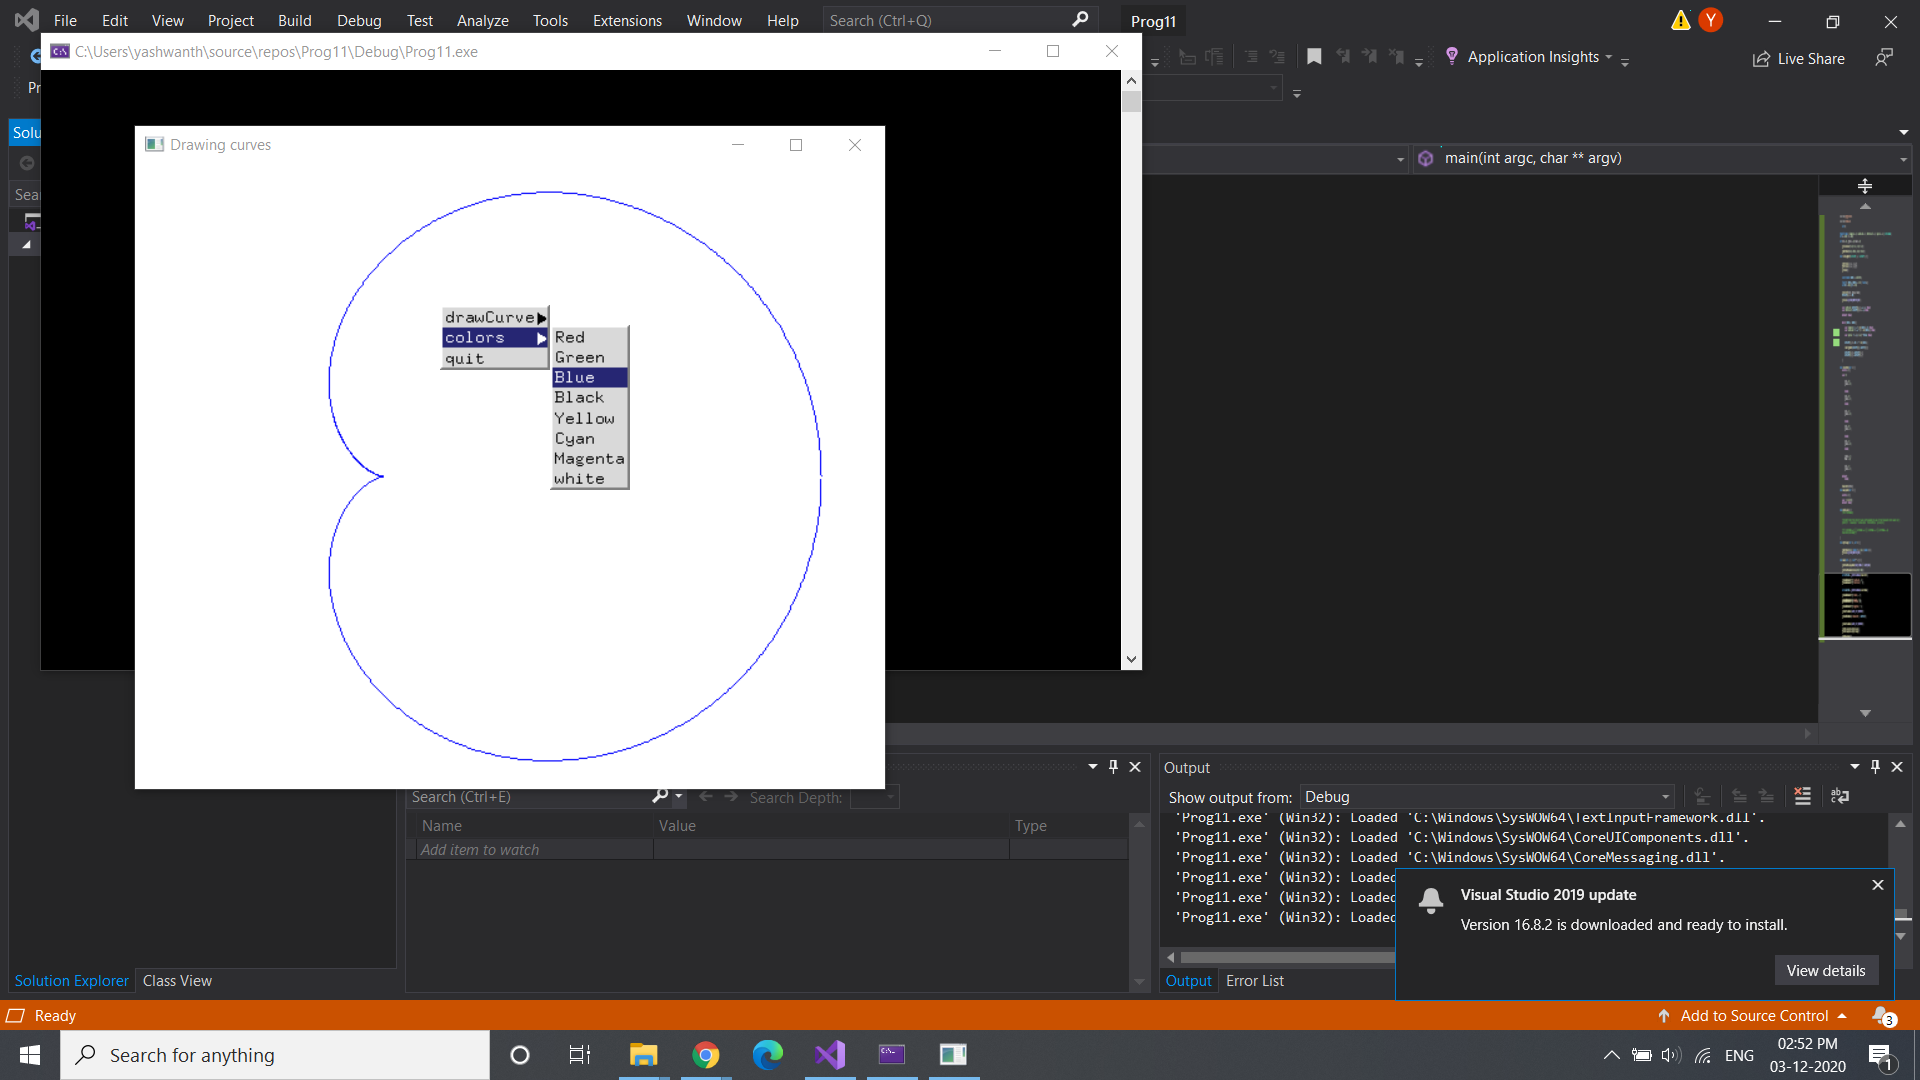 File Edit View Project Build Debug Test Analyze Tools Extensions Window Help Search (Ctrl+Q) Prog11 Y
C:\Users\yashwanth\source\repos\Prog11\Debug\Prog11.exe
Application Insights
Live Share
Pr
Solu
Drawing curves
main(int argc, char ** argv)
Sear
drawCurve
colors
quit
Red
Green
Blue
Black
Yellow
Cyan
Magenta
white
Search (Ctrl+E) Search Depth:
Name Value Type
Add item to watch
Output
Show output from: Debug
'Prog11.exe' (Win32): Loaded 'C:\Windows\SysWOW64\TextInputFramework.dll'.
'Prog11.exe' (Win32): Loaded 'C:\Windows\SysWOW64\CoreUIComponents.dll'.
'Prog11.exe' (Win32): Loaded 'C:\Windows\SysWOW64\CoreMessaging.dll'.
'Prog11.exe' (Win32): Loaded
'Prog11.exe' (Win32): Loaded
'Prog11.exe' (Win32): Loaded
Visual Studio 2019 update
Version 16.8.2 is downloaded and ready to install.
View details
Solution Explorer Class View
Output Error List
Ready
Add to Source Control 3
Search for anything
ENG
02:52 PM
03-12-2020
1